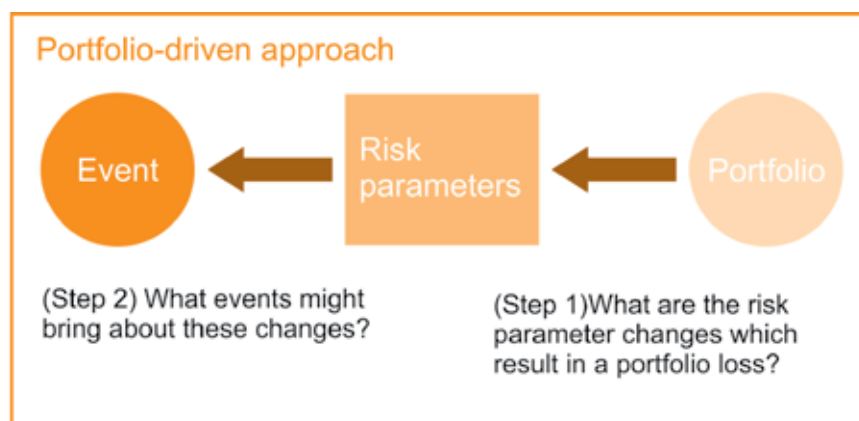 Portfolio-driven approach
Event
Risk
parameters
Portfolio
(Step 2) What events might
bring about these changes?
(Step 1)What are the risk
parameter changes which
result in a portfolio loss?